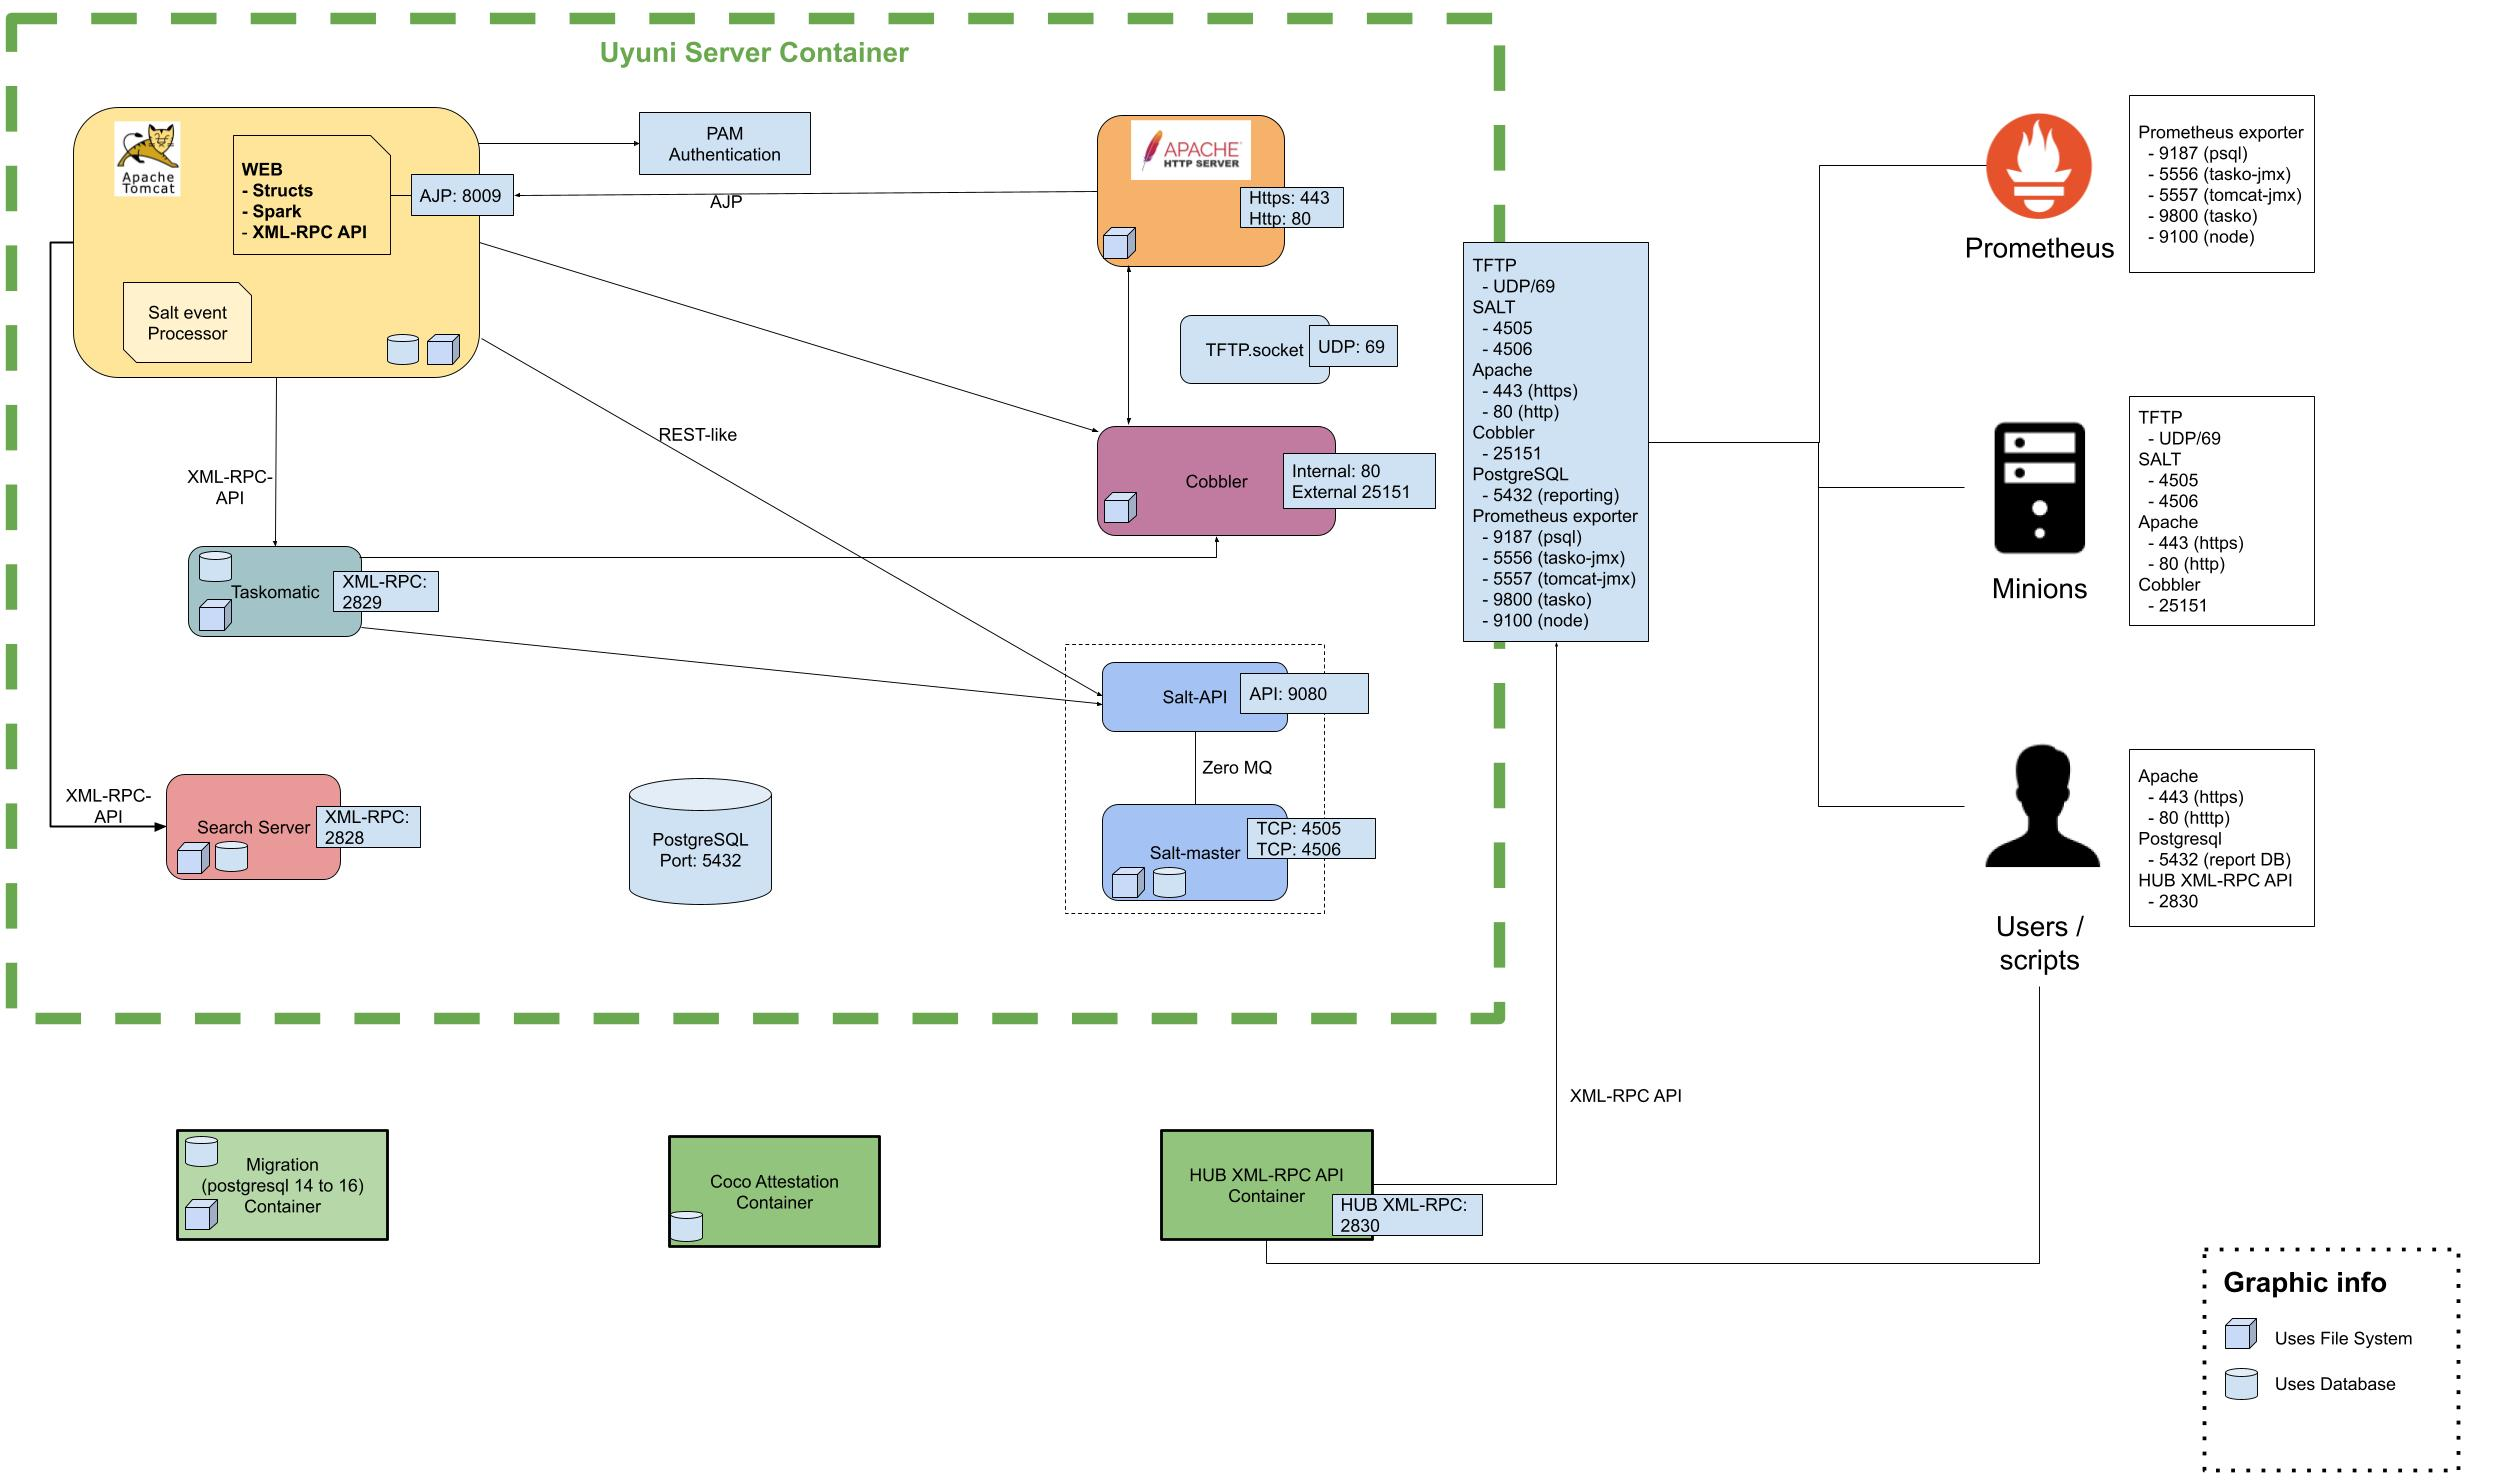 Uyuni Server Container
Apache
Tomcat
WEB
- Structs
- Spark
- XML-RPC API
AJP: 8009
Salt event
Processor
PAM
Authentication
AJP
APACHE
HTTP SERVER
Https: 443
Http: 80
TFTP.socket
UDP: 69
REST-like
Cobbler
Internal: 80
External 25151
XML-RPC-
API
Taskomatic
XML-RPC:
2829
Salt-API
API: 9080
Zero MQ
Salt-master
TCP: 4505
TCP: 4506
XML-RPC-
API
Search Server
XML-RPC:
2828
PostgreSQL
Port: 5432
TFTP
- UDP/69
SALT
- 4505
- 4506
Apache
- 443 (https)
- 80 (http)
Cobbler
- 25151
PostgreSQL
- 5432 (reporting)
Prometheus exporter
- 9187 (psql)
- 5556 (tasko-jmx)
- 5557 (tomcat-jmx)
- 9800 (tasko)
- 9100 (node)
Prometheus
Prometheus exporter
- 9187 (psql)
- 5556 (tasko-jmx)
- 5557 (tomcat-jmx)
- 9800 (tasko)
- 9100 (node)
Minions
TFTP
- UDP/69
SALT
- 4505
- 4506
Apache
- 443 (https)
- 80 (http)
Cobbler
- 25151
Users /
scripts
Apache
- 443 (https)
- 80 (htttp)
Postgresql
- 5432 (report DB)
HUB XML-RPC API
- 2830
XML-RPC API
Migration
(postgresql 14 to 16)
Container
Coco Attestation
Container
HUB XML-RPC API
Container
HUB XML-RPC:
2830
Graphic info
Uses File System
Uses Database